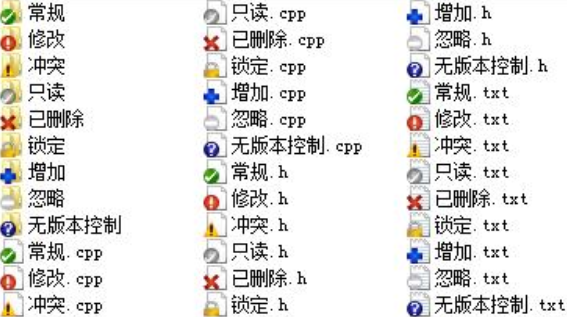 常规
修改
冲突
只读
已删除
锁定
增加
忽略
无版本控制
常规.cpp
修改.cpp
冲突.cpp
只读.cpp
已删除.cpp
锁定.cpp
增加.cpp
忽略.cpp
无版本控制.cpp
常规.h
修改.h
冲突.h
只读.h
已删除.h
锁定.h
增加.h
忽略.h
无版本控制.h
常规.txt
修改.txt
冲突.txt
只读.txt
已删除.txt
锁定.txt
增加.txt
忽略.txt
无版本控制.txt